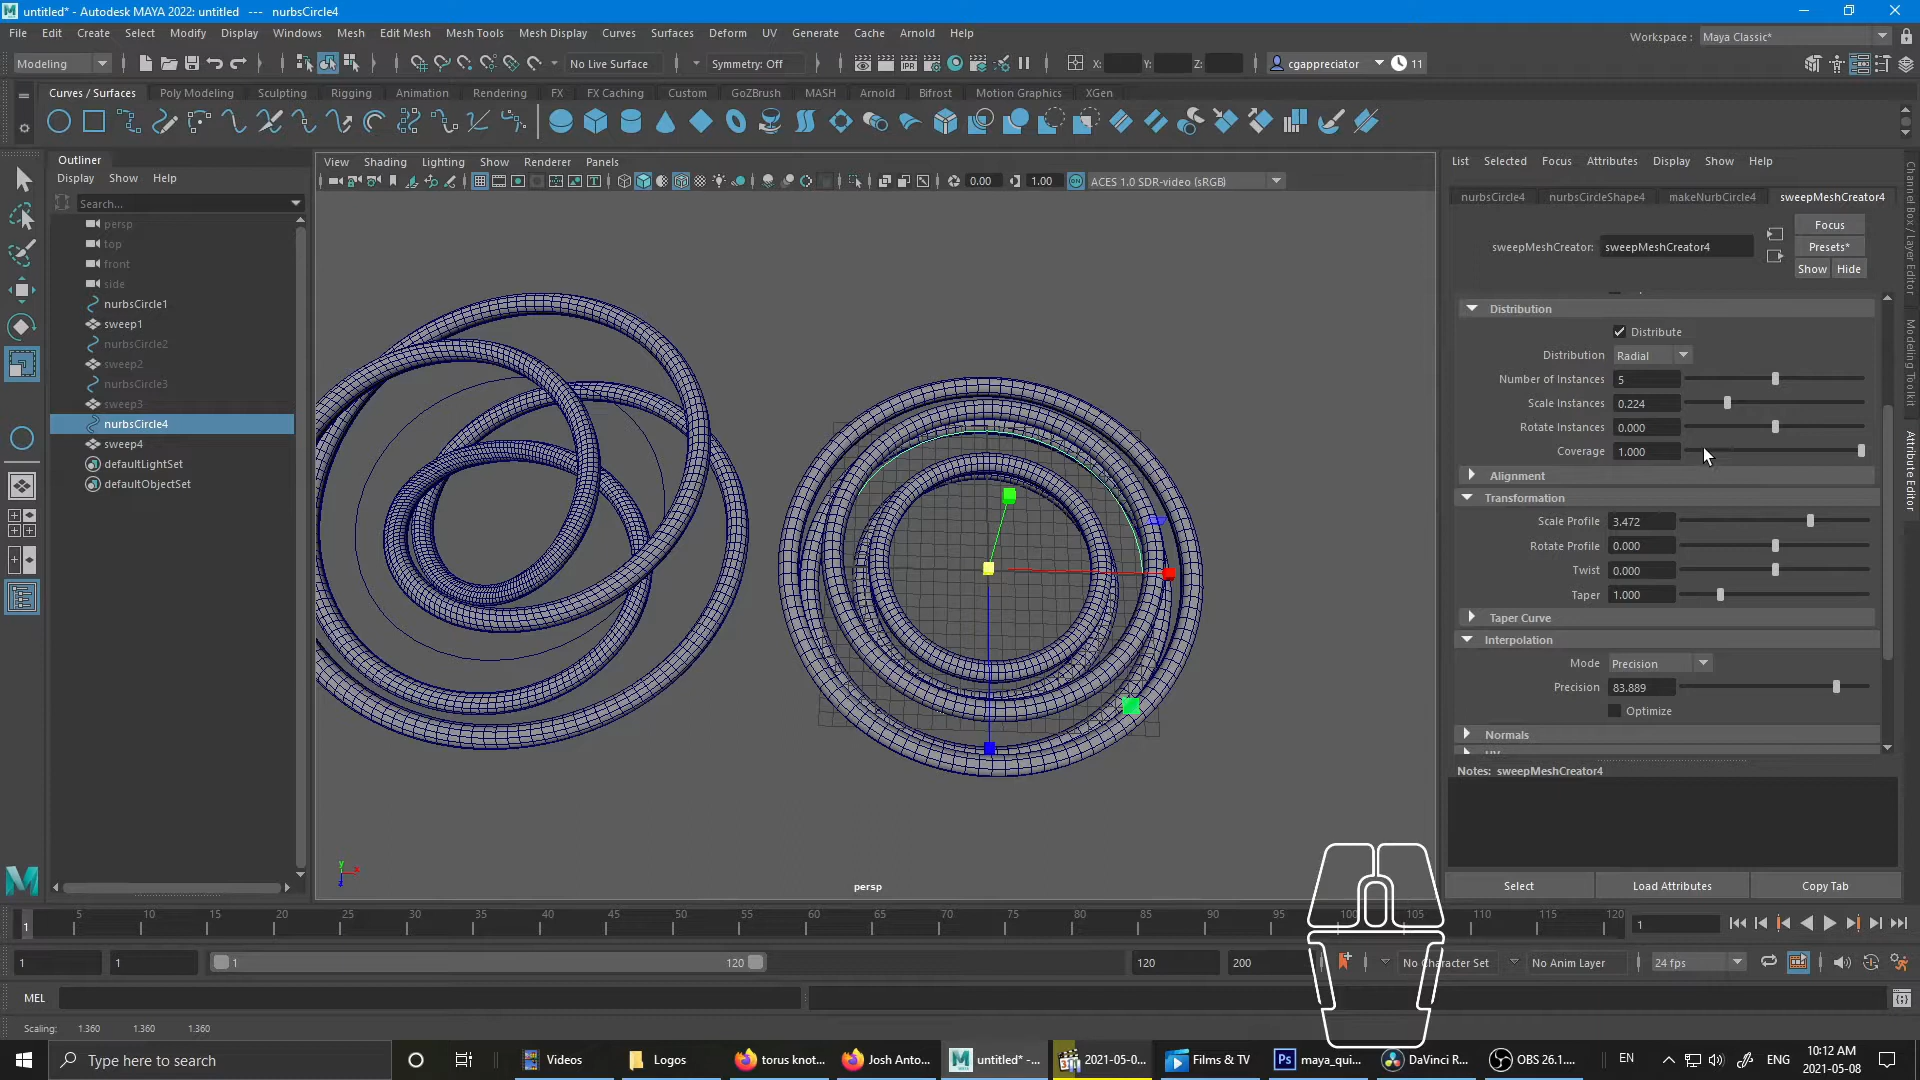 untitled* - Autodesk MAYA 2022: untitled --- nurbsCircle4
File Edit Create Select Modify Display Windows Mesh Edit Mesh Mesh Tools Mesh Display Curves Surfaces Deform UV Generate Cache Arnold Help
Workspace : Maya Classic*
Modeling No Live Surface Symmetry: Off X: Y: Z: cgappreciator 11
Curves / Surfaces Poly Modeling Sculpting Rigging Animation Rendering FX FX Caching Custom GoZBrush MASH Arnold Bifrost Motion Graphics XGen
Outliner
Display Show Help
Search...
persp
top
front
side
nurbsCircle1
sweep1
nurbsCircle2
sweep2
nurbsCircle3
sweep3
nurbsCircle4
sweep4
defaultLightSet
defaultObjectSet
View Shading Lighting Show Renderer Panels
0.00 1.00 ACES 1.0 SDR-video (sRGB)
persp
List Selected Focus Attributes Display Show Help
nurbsCircle4 nurbsCircleShape4 makeNurbCircle4 sweepMeshCreator4
sweepMeshCreator: sweepMeshCreator4
Focus
Presets*
Show Hide
Distribution
Distribute
Distribution Radial
Number of Instances 5
Scale Instances 0.224
Rotate Instances 0.000
Coverage 1.000
Alignment
Transformation
Scale Profile 3.472
Rotate Profile 0.000
Twist 0.000
Taper 1.000
Taper Curve
Interpolation
Mode Precision
Precision 83.889
Optimize
Normals
UV
Notes: sweepMeshCreator4
Select Load Attributes Copy Tab
Channel Box / Layer Editor
Modeling Toolkit
Attribute Editor
1 5 10 15 20 25 30 35 40 45 50 55 60 65 70 75 80 85 90 95 100 105 110 115 120 1
1 1 1 120 120 200 No Character Set No Anim Layer 24 fps
MEL
Scaling: 1.360 1.360 1.360
Type here to search
Videos Logos torus knot... Josh Anto... untitled* -... 2021-05-0... Films & TV maya_qui... DaVinci R... OBS 26.1.... EN ENG
10:12 AM
2021-05-08